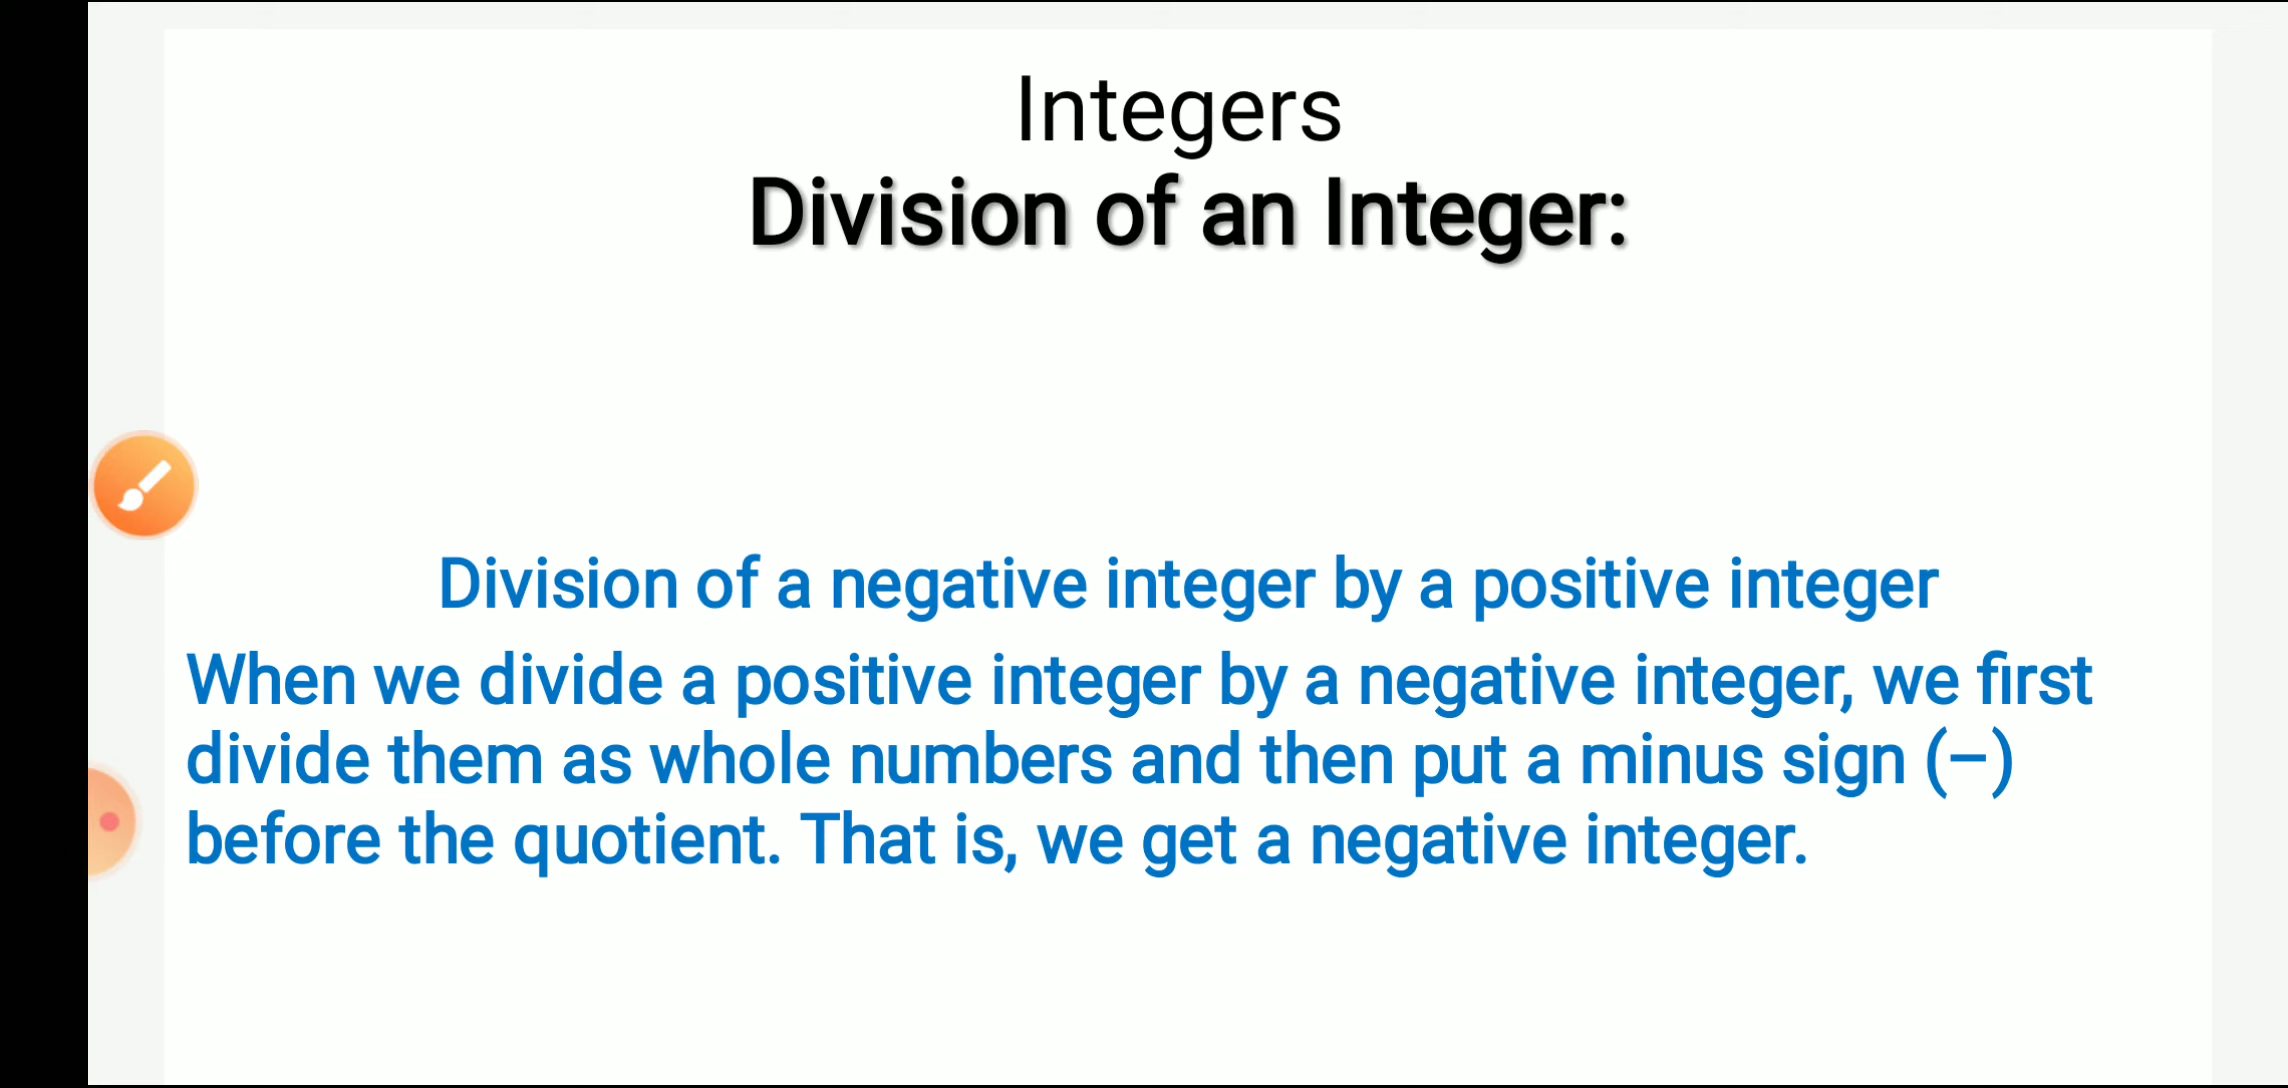 Integers
Division of an Integer:
Division of a negative integer by a positive integer
When we divide a positive integer by a negative integer, we first
divide them as whole numbers and then put a minus sign (−)
before the quotient. That is, we get a negative integer.